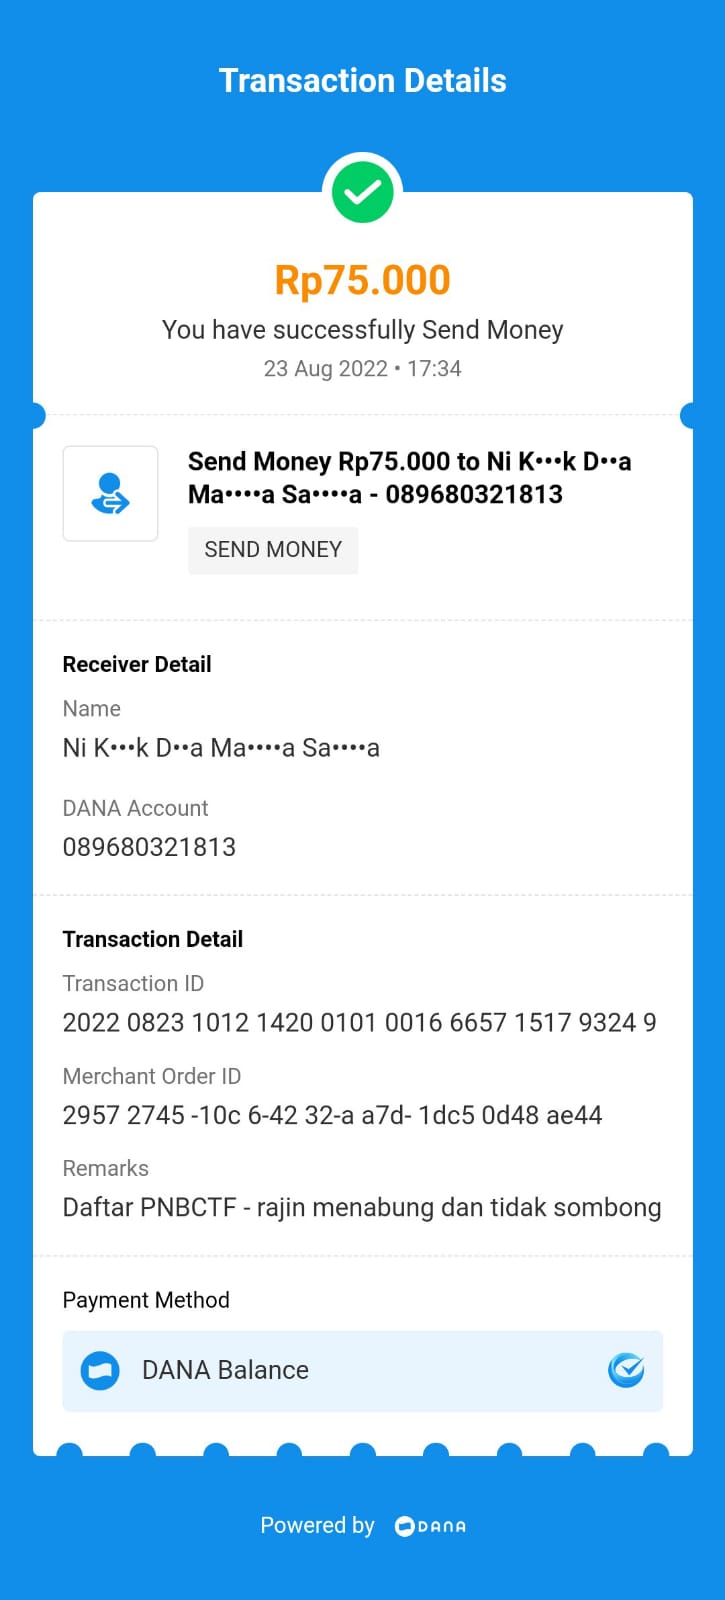 Transaction Details
Rp75.000
You have successfully Send Money
23 Aug 2022 • 17:34
Send Money Rp75.000 to Ni K•••k D••a
Ma••••a Sa••••a - 089680321813
SEND MONEY
Receiver Detail
Name
Ni K•••k D••a Ma••••a Sa••••a
DANA Account
089680321813
Transaction Detail
Transaction ID
2022 0823 1012 1420 0101 0016 6657 1517 9324 9
Merchant Order ID
2957 2745 -10c 6-42 32-a a7d- 1dc5 0d48 ae44
Remarks
Daftar PNBCTF - rajin menabung dan tidak sombong
Payment Method
DANA Balance
Powered by DANA